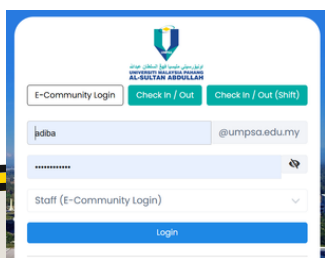 UNIVERSITI MALAYSIA PAHANG
AL-SULTAN ABDULLAH
E-Community Login
Check In / Out
Check In / Out (Shift)
adiba
@umpsa.edu.my
••••••••••••
Staff (E-Community Login)
Login